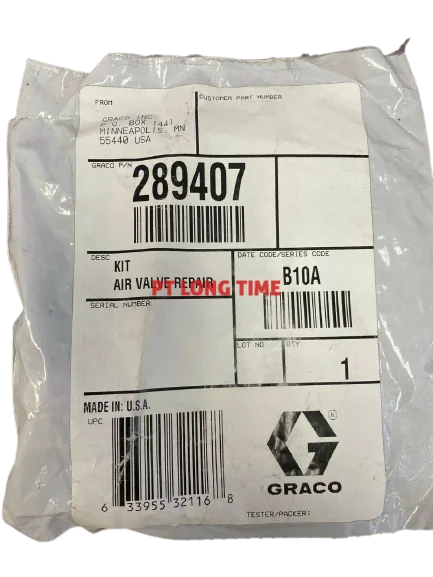 FROM
CUSTOMER PART NUMBER
GRACO INC.
P.O. BOX 1441
MINNEAPOLIS, MN
55440 USA
GRACO P/N
289407
DESC
KIT
AIR VALVE REPAIR
DATE CODE/SERIES CODE
B10A
PT LONG TIME
SERIAL NUMBER
LOT NO
QTY
1
MADE IN: U.S.A.
UPC
6 33955 32116 8
®
GRACO
TESTER/PACKER: